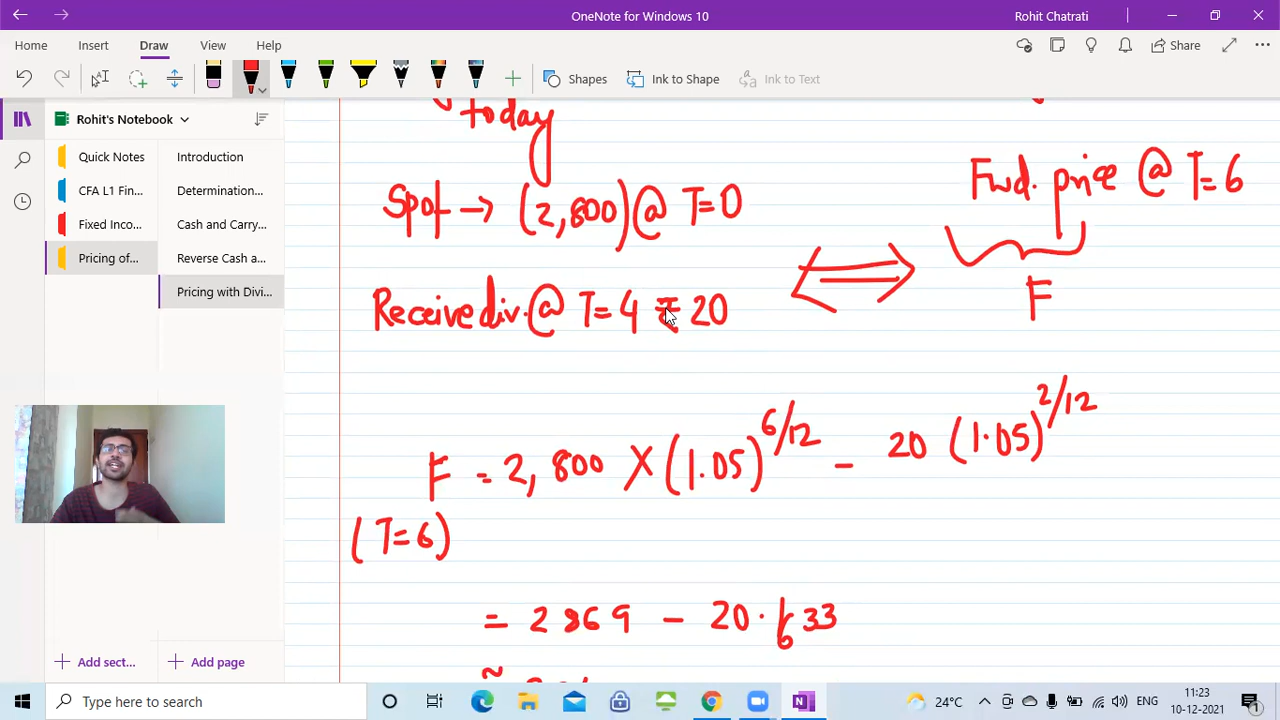 OneNote for Windows 10
Rohit Chatrati
Home Insert Draw View Help
Share
Shapes
Ink to Shape
Ink to Text
Rohit's Notebook
Quick Notes
CFA L1 Fin...
Fixed Inco...
Pricing of...
Introduction
Determination...
Cash and Carry...
Reverse Cash a...
Pricing with Divi...
today
Spot → (2,800) @ T=0
Fwd. price @ T=6
F
Receive div. @ T=4 ₹ 20
F = 2,800 X (1.05)^6/12 - 20 (1.05)^2/12
(T=6)
= 2869 - 20.
33
≈
+ Add sect...
+ Add page
Type here to search
24°C
ENG
11:23
10-12-2021
1